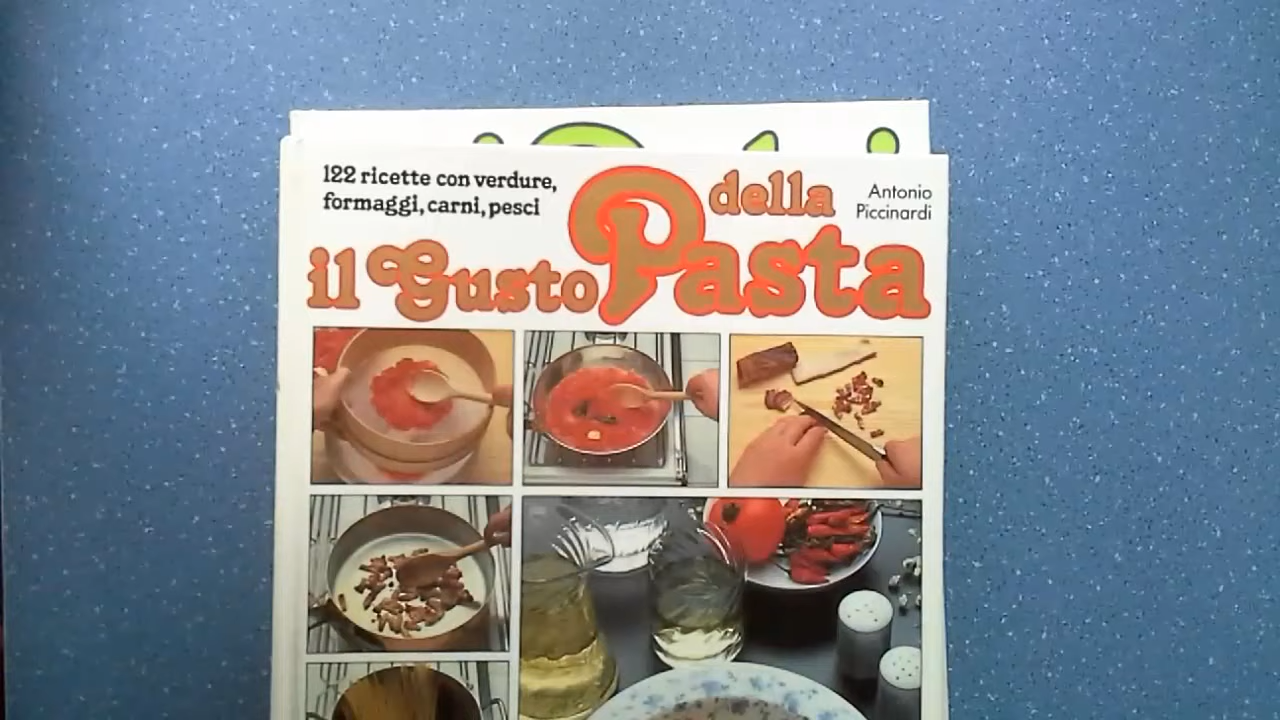 122 ricette con verdure,
formaggi, carni, pesci
Antonio
Piccinardi
il Gusto della Pasta